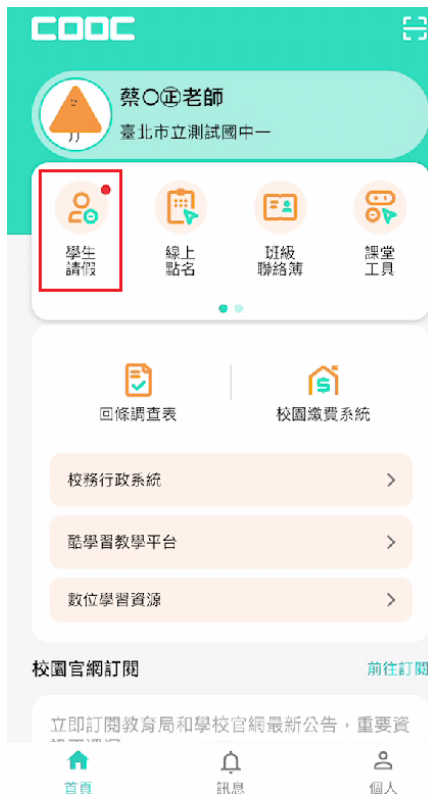 COOC
蔡○㊣老師
臺北市立測試國中一
學生
請假
線上
點名
班級
聯絡簿
課堂
工具
回條調查表
校園繳費系統
校務行政系統
酷學習教學平台
數位學習資源
校園官網訂閱
前往訂閱
立即訂閱教育局和學校官網最新公告，重要資
首頁
訊息
個人